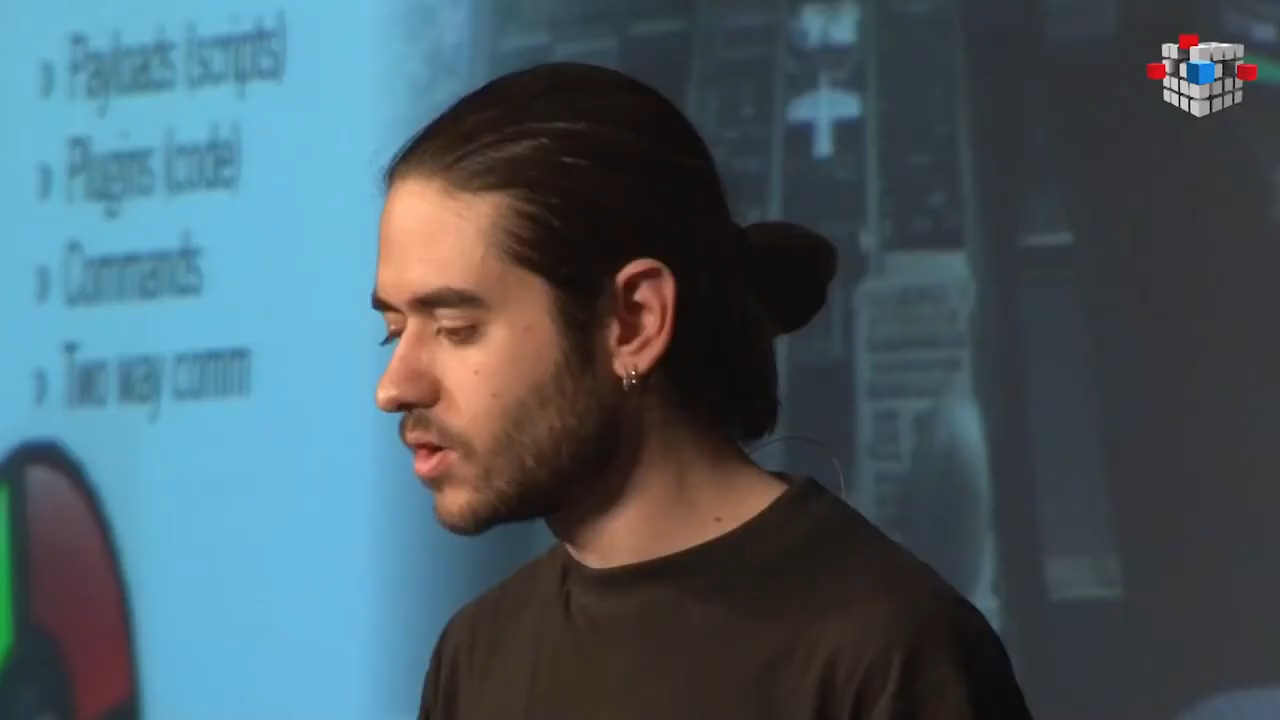 › Payloads (scripts)
› Plugins (code)
› Commands
› Two way comm